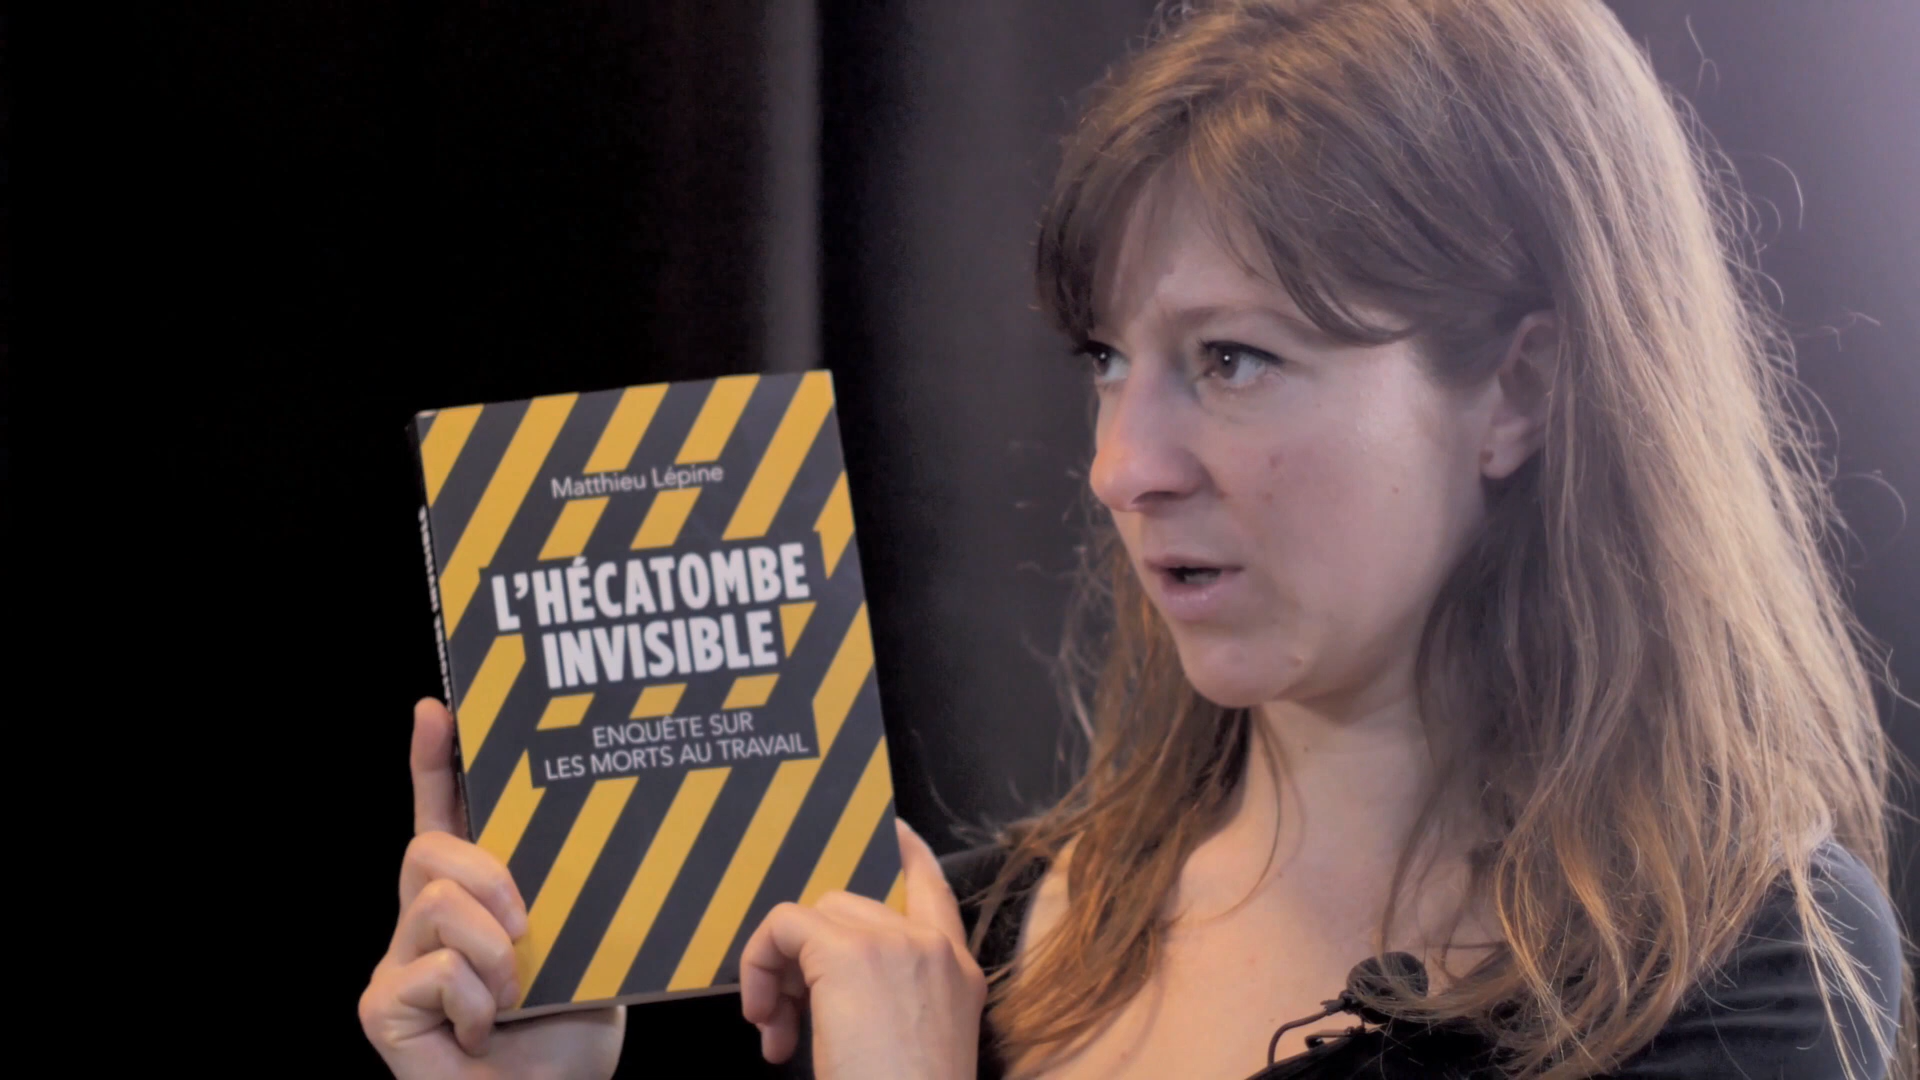 Matthieu Lépine
L'HÉCATOMBE
INVISIBLE
ENQUÊTE SUR
LES MORTS AU TRAVAIL